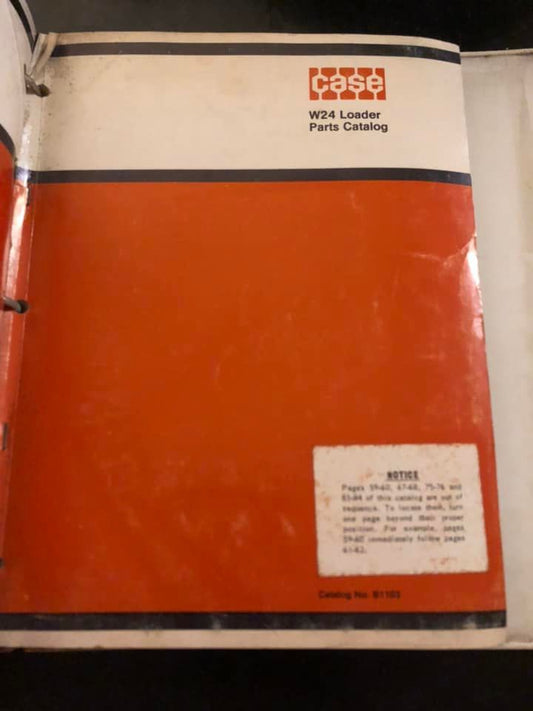 case
W24 Loader
Parts Catalog
NOTICE
Pages 59-60, 67-68, 75-76 and
83-84 of this catalog are out of
sequence. To locate them, turn
one page beyond their proper
position. For example, pages
59-60 immediately follow pages
61-62.
Catalog No. B1103